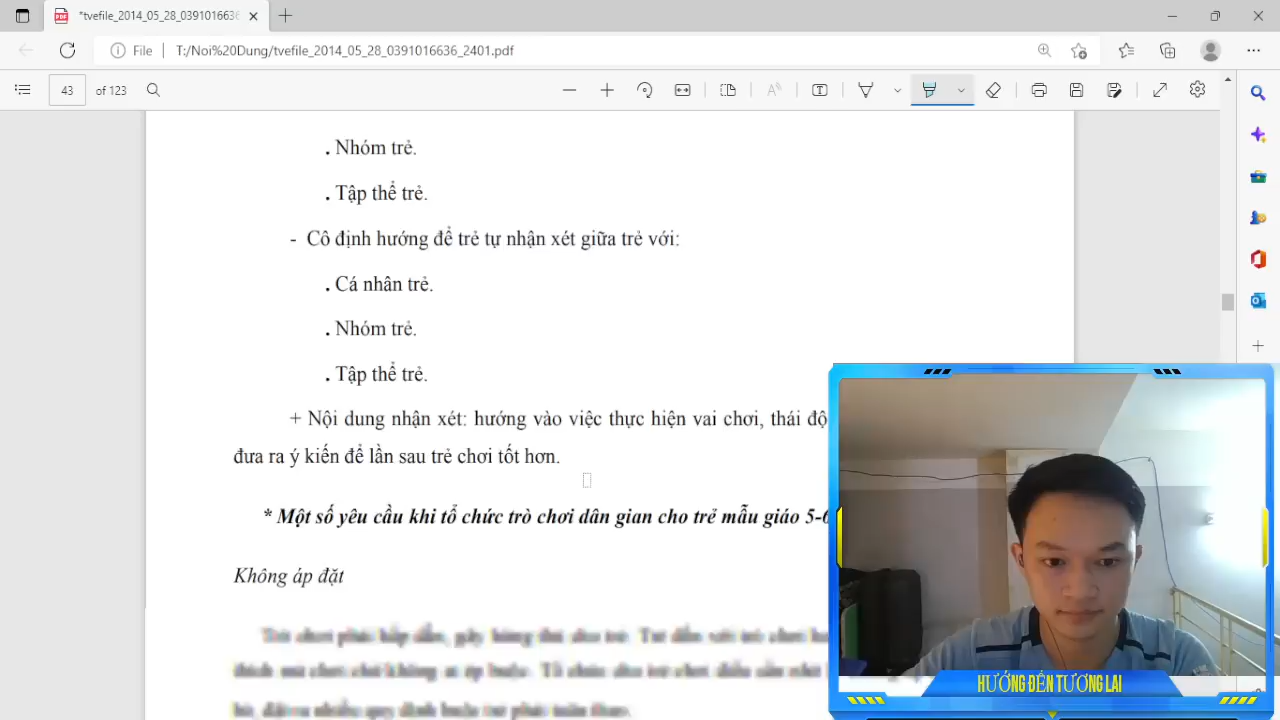 *tvefile_2014_05_28_0391016636
File
T:/Noi%20Dung/tvefile_2014_05_28_0391016636_2401.pdf
43
of 123
. Nhóm trẻ.
. Tập thể trẻ.
- Cô định hướng để trẻ tự nhận xét giữa trẻ với:
. Cá nhân trẻ.
. Nhóm trẻ.
. Tập thể trẻ.
+ Nội dung nhận xét: hướng vào việc thực hiện vai chơi, thái độ
đưa ra ý kiến để lần sau trẻ chơi tốt hơn.
* Một số yêu cầu khi tổ chức trò chơi dân gian cho trẻ mẫu giáo 5-6
Không áp đặt
HƯỚNG ĐẾN TƯƠNG LAI